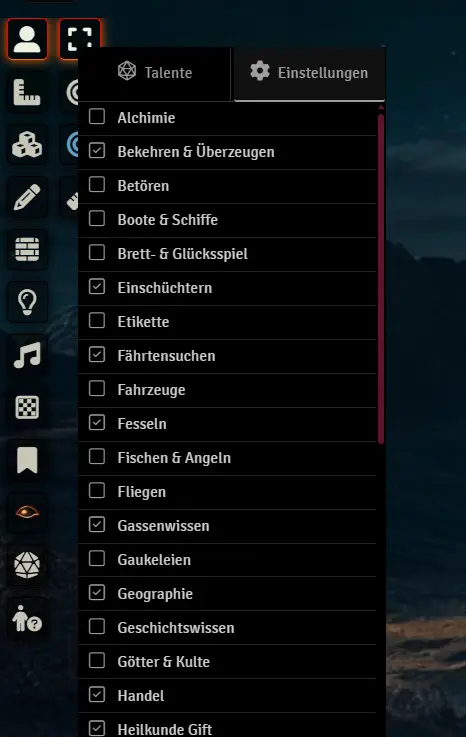 Talente
Einstellungen
Alchimie
Bekehren & Überzeugen
Betören
Boote & Schiffe
Brett- & Glücksspiel
Einschüchtern
Etikette
Fährtensuchen
Fahrzeuge
Fesseln
Fischen & Angeln
Fliegen
Gassenwissen
Gaukeleien
Geographie
Geschichtswissen
Götter & Kulte
Handel
Heilkunde Gift